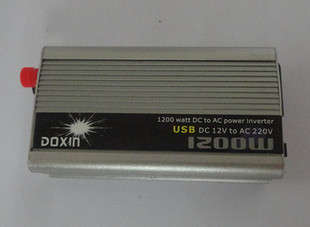 1200 watt DC to AC power inverter
USB DC 12V to AC 220V
DOXIN
1200W